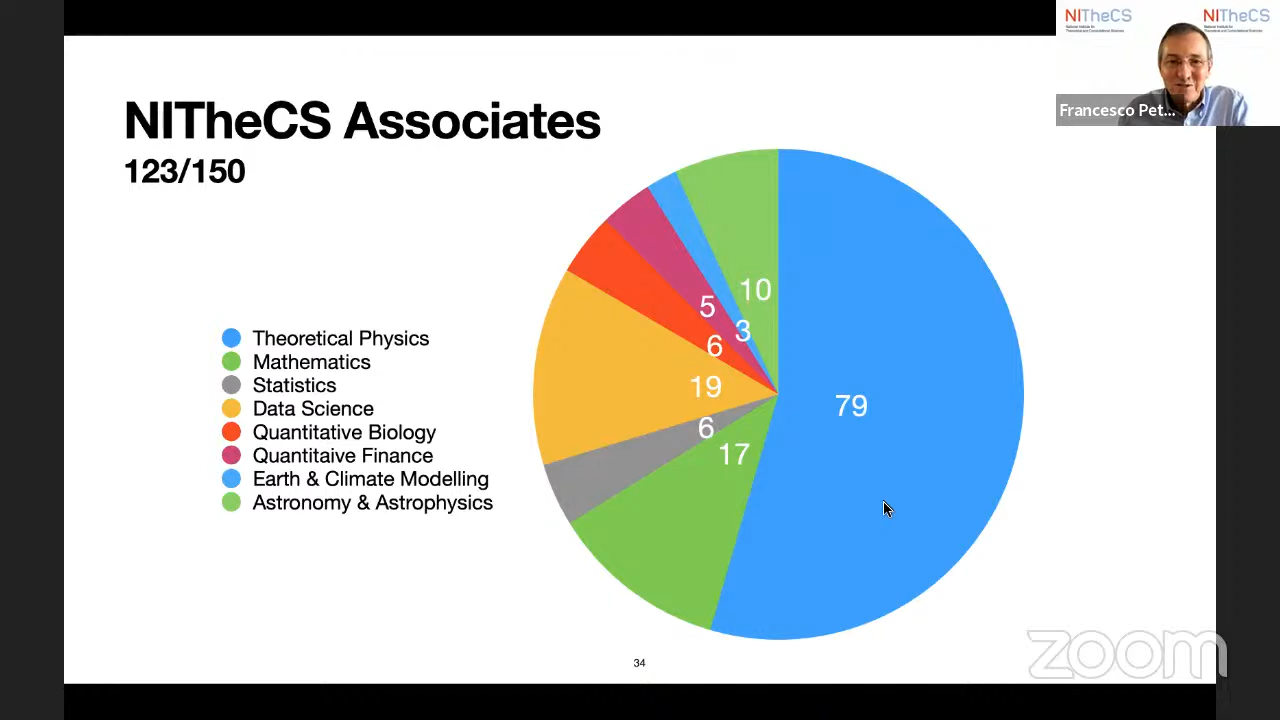 NITheCS
NITheCS
Francesco Pet...
NITheCS Associates
123/150
Theoretical Physics
Mathematics
Statistics
Data Science
Quantitative Biology
Quantitaive Finance
Earth & Climate Modelling
Astronomy & Astrophysics
10
5
3
6
19
79
6
17
34
zoom